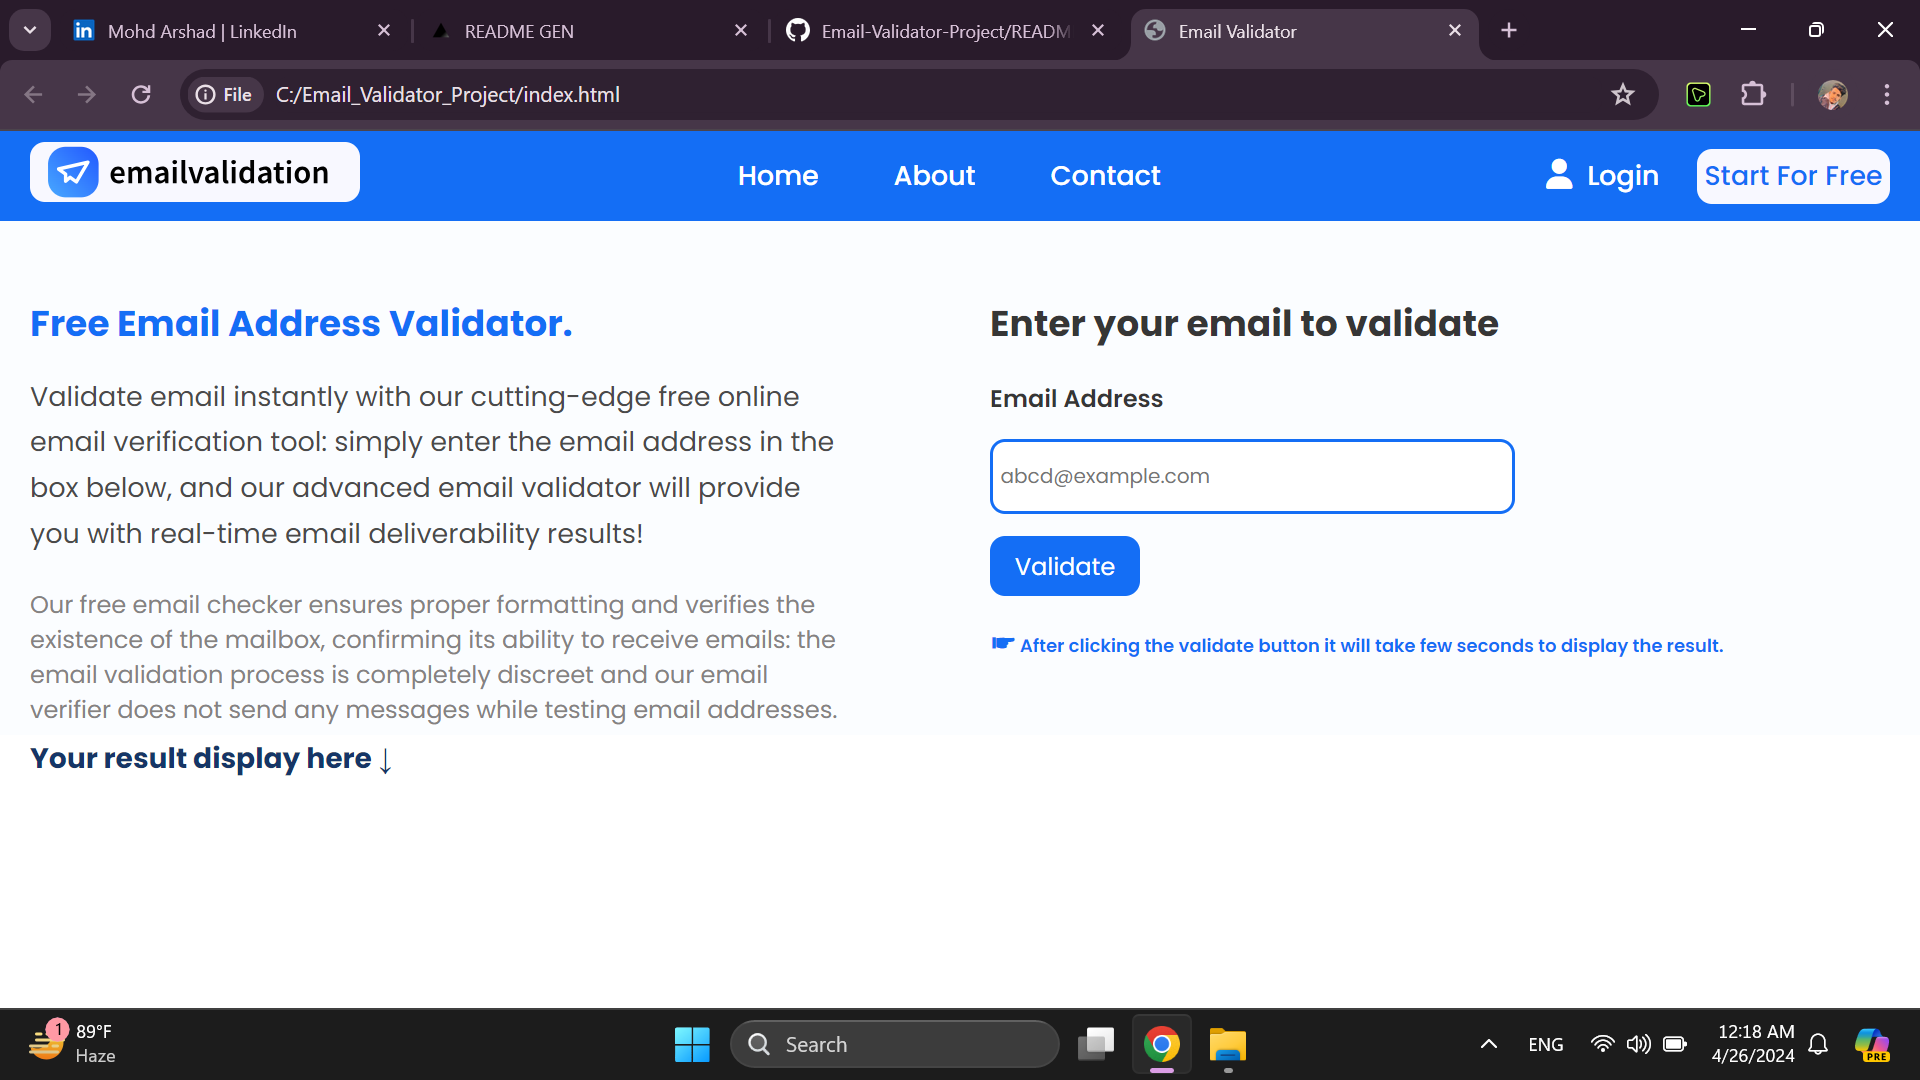 Mohd Arshad | LinkedIn
README GEN
Email-Validator-Project/READM
Email Validator
File
C:/Email_Validator_Project/index.html
emailvalidation
Home
About
Contact
Login
Start For Free
Free Email Address Validator.
Validate email instantly with our cutting-edge free online
email verification tool: simply enter the email address in the
box below, and our advanced email validator will provide
you with real-time email deliverability results!
Our free email checker ensures proper formatting and verifies the
existence of the mailbox, confirming its ability to receive emails: the
email validation process is completely discreet and our email
verifier does not send any messages while testing email addresses.
Enter your email to validate
Email Address
abcd@example.com
Validate
☛ After clicking the validate button it will take few seconds to display the result.
Your result display here ↓
1
89°F
Haze
Search
ENG
12:18 AM
4/26/2024
PRE